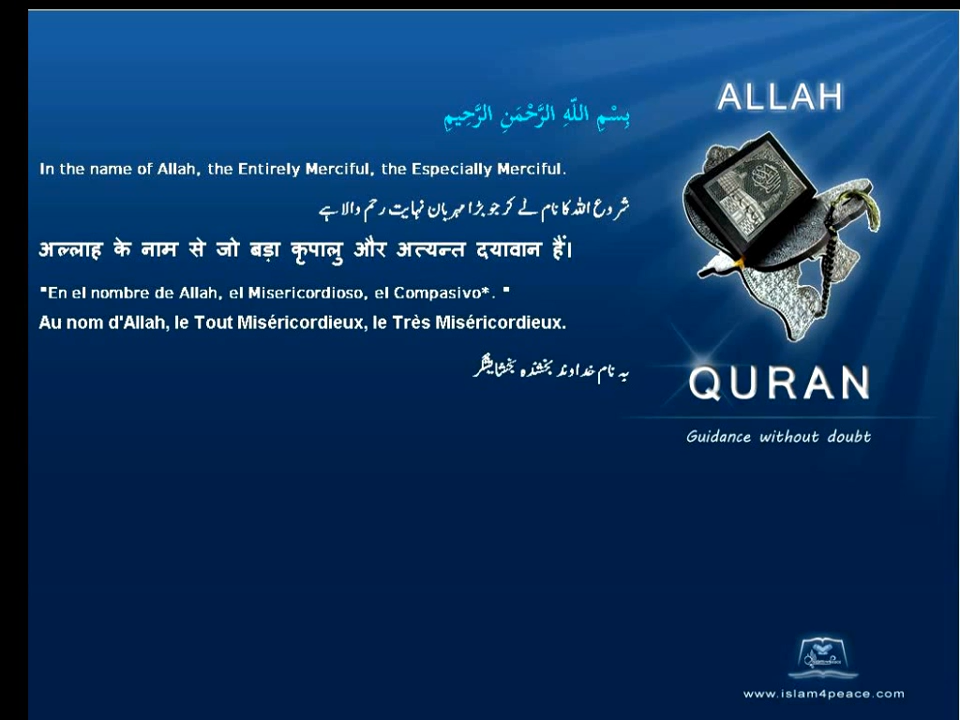 بِسْمِ اللّهِ الرَّحْمَنِ الرَّحِيمِ
In the name of Allah, the Entirely Merciful, the Especially Merciful.
شروع اللہ کا نام لے کر جو بڑا مہربان نہایت رحم والا ہے
अल्लाह के नाम से जो बड़ा कृपालु और अत्यन्त दयावान हैं।
"En el nombre de Allah, el Misericordioso, el Compasivo*. "
Au nom d'Allah, le Tout Miséricordieux, le Très Miséricordieux.
به نام خداوند بخشنده بخشایشگر
ALLAH
QURAN
Guidance without doubt
www.islam4peace.com